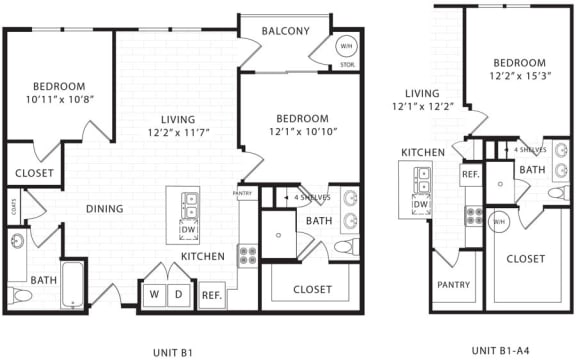 BALCONY
W/H
STOR.
BEDROOM
10'11" x 10'8"
LIVING
12'2" x 11'7"
BEDROOM
12'1" x 10'10"
CLOSET
COATS
DINING
PANTRY
4 SHELVES
DW
BATH
KITCHEN
BATH
W D
REF.
CLOSET
UNIT B1
BEDROOM
12'2" x 15'3"
LIVING
12'1" x 12'2"
KITCHEN
4 SHELVES
REF.
BATH
DW
W/H
CLOSET
PANTRY
UNIT B1-A4